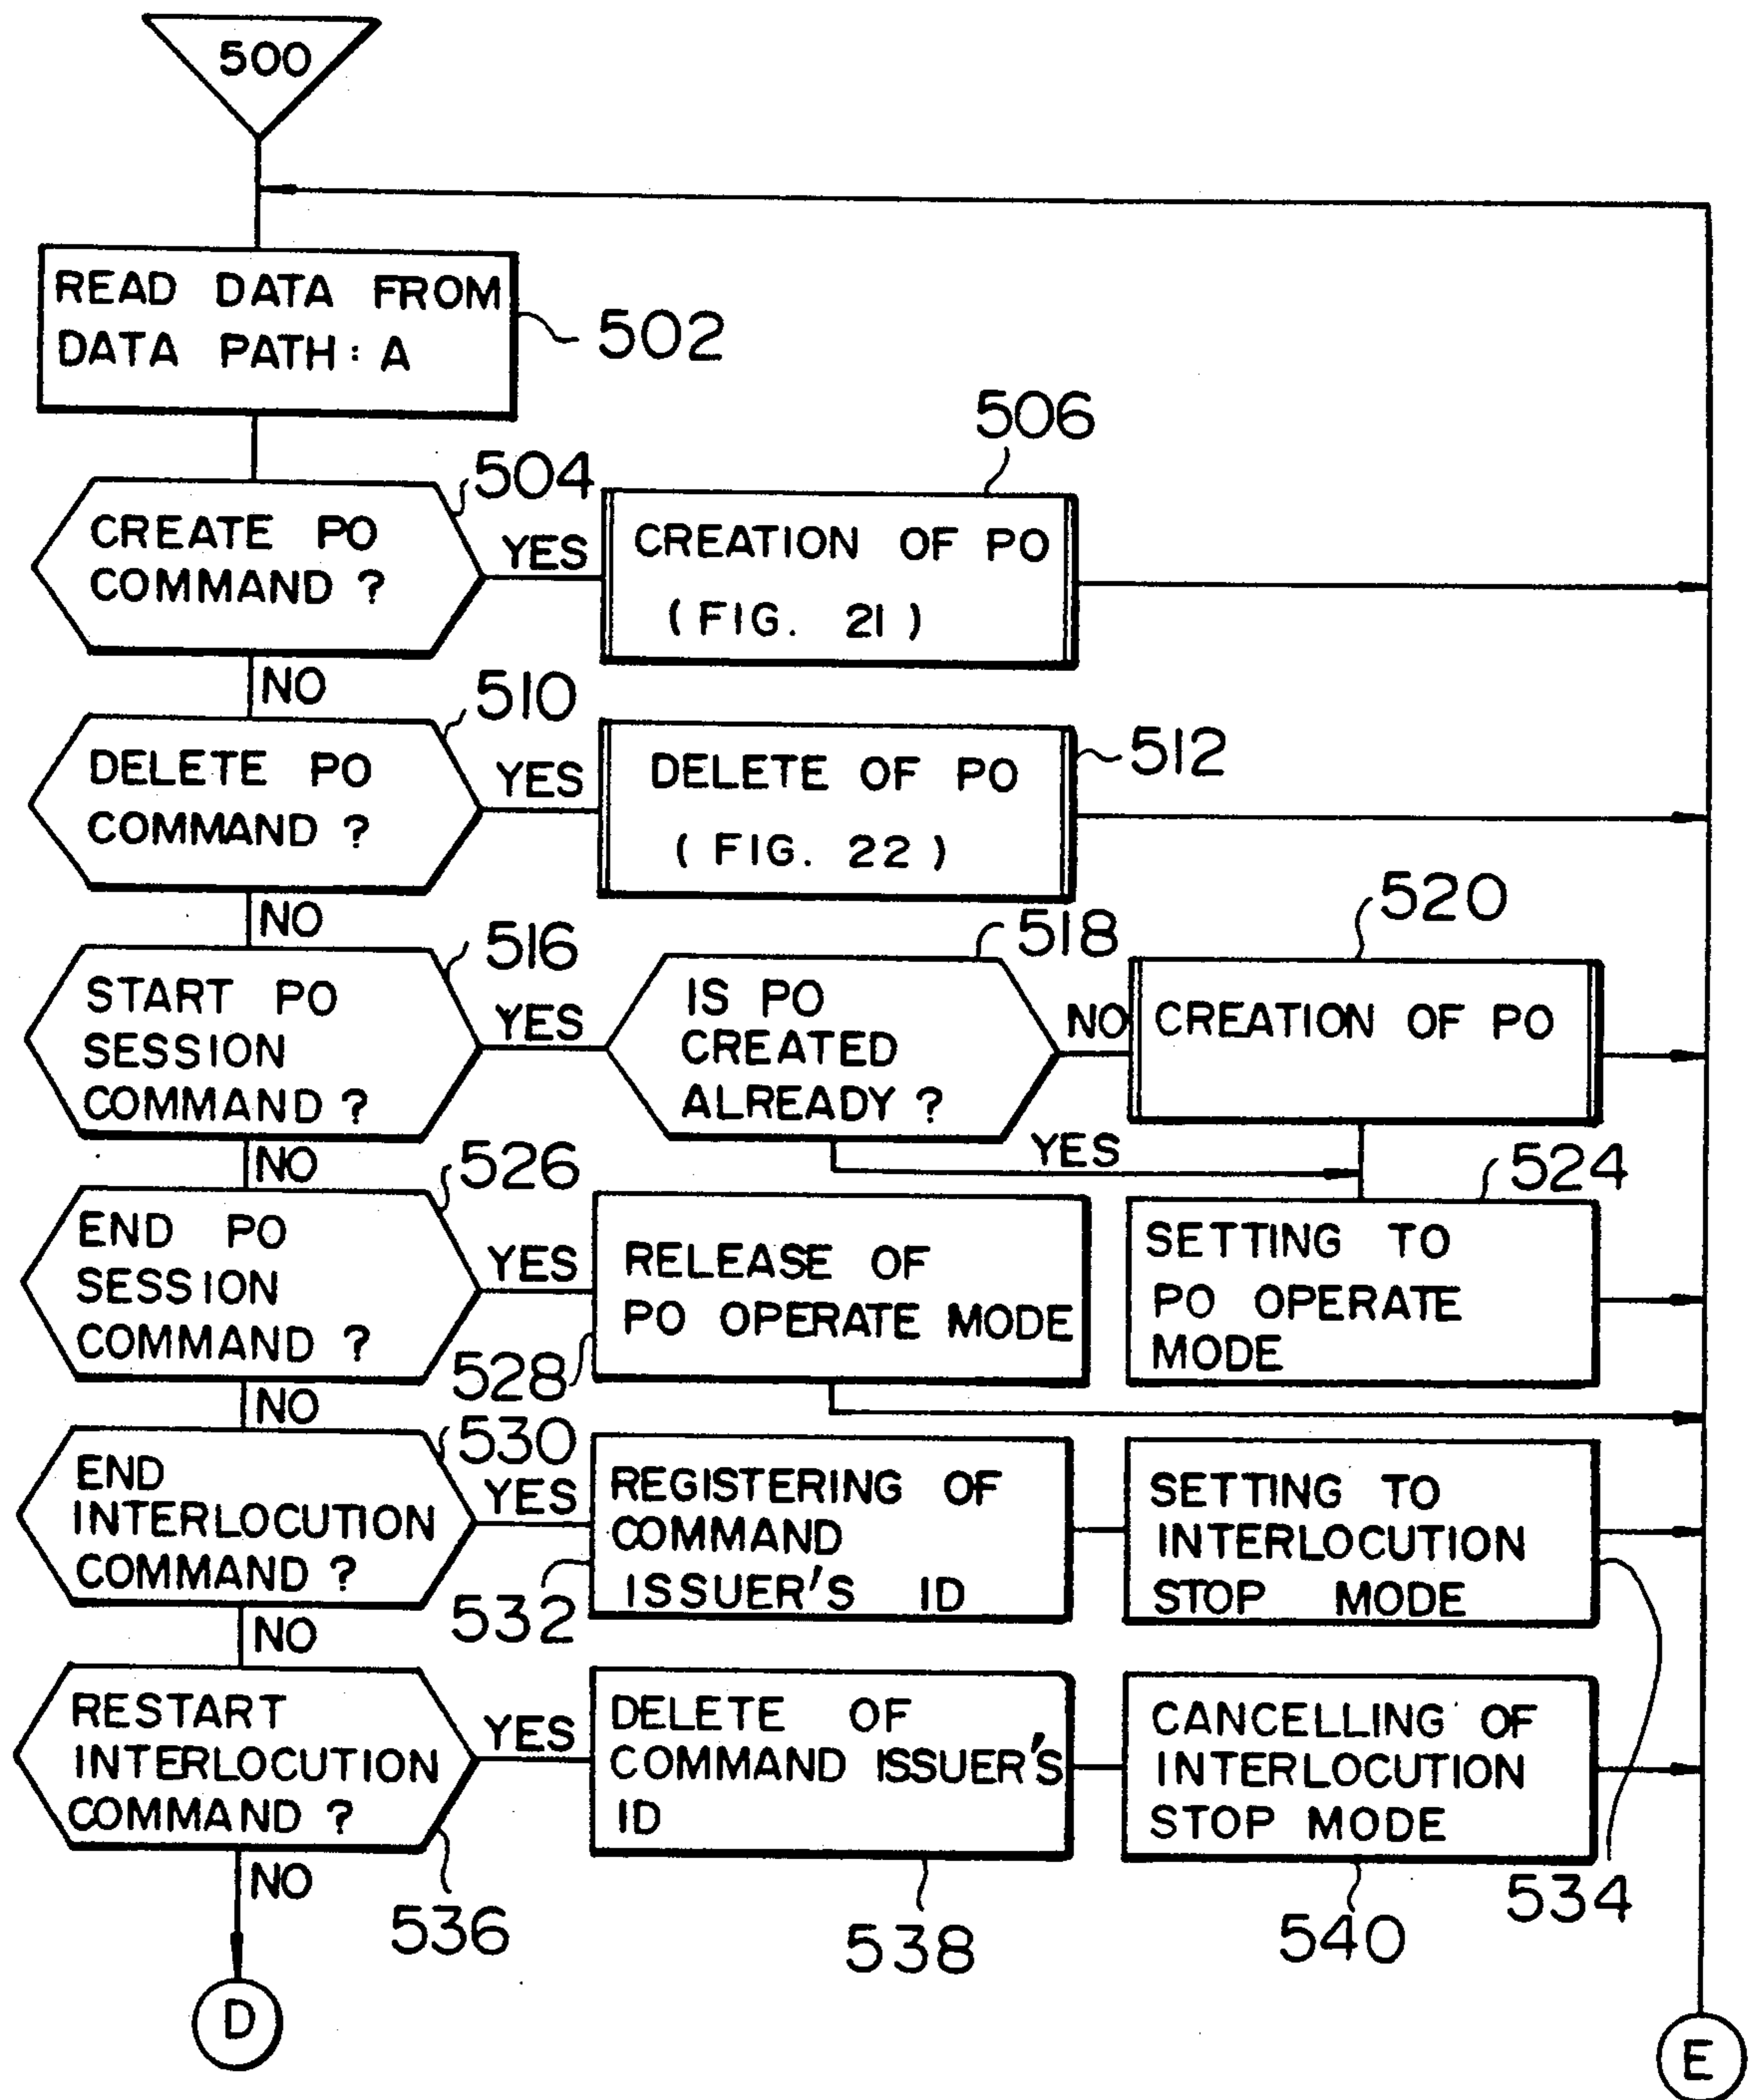 500
READ DATA FROM
DATA PATH : A
502
504
CREATE PO
COMMAND ?
YES
506
CREATION OF PO
( FIG. 21 )
NO
510
DELETE PO
COMMAND ?
YES
512
DELETE OF PO
( FIG. 22 )
NO
516
START PO
SESSION
COMMAND ?
YES
518
IS PO
CREATED
ALREADY ?
NO
520
CREATION OF PO
YES
NO
526
END PO
SESSION
COMMAND ?
YES
528
RELEASE OF
PO OPERATE MODE
524
SETTING TO
PO OPERATE
MODE
NO
530
END
INTERLOCUTION
COMMAND ?
YES
532
REGISTERING OF
COMMAND
ISSUER'S ID
SETTING TO
INTERLOCUTION
STOP MODE
534
NO
RESTART
INTERLOCUTION
COMMAND ?
536
YES
DELETE OF
COMMAND ISSUER'S
ID
538
CANCELLING OF
INTERLOCUTION
STOP MODE
540
NO
D
E